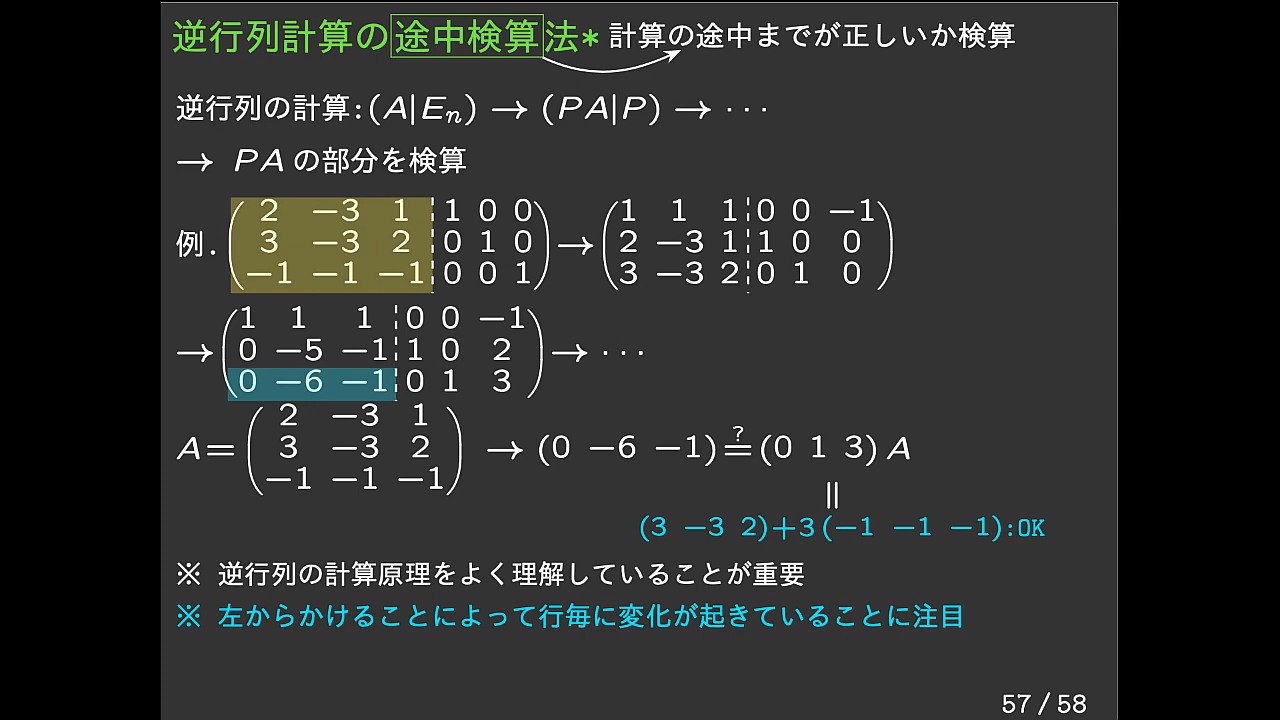 逆行列計算の途中検算法* 計算の途中までが正しいか検算
逆行列の計算:(A|Eₙ) → (PA|P) → ···
→ PAの部分を検算
例.
2 −3 1 1 0 0
3 −3 2 0 1 0
−1 −1 −1 0 0 1
→
1 1 1 0 0 −1
2 −3 1 1 0 0
3 −3 2 0 1 0
→
1 1 1 0 0 −1
0 −5 −1 1 0 2
0 −6 −1 0 1 3
→ ···
A=
2 −3 1
3 −3 2
−1 −1 −1
→ (0 −6 −1) ?= (0 1 3) A
||
(3 −3 2)+3(−1 −1 −1):OK
※ 逆行列の計算原理をよく理解していることが重要
※ 左からかけることによって行毎に変化が起きていることに注目
57 / 58